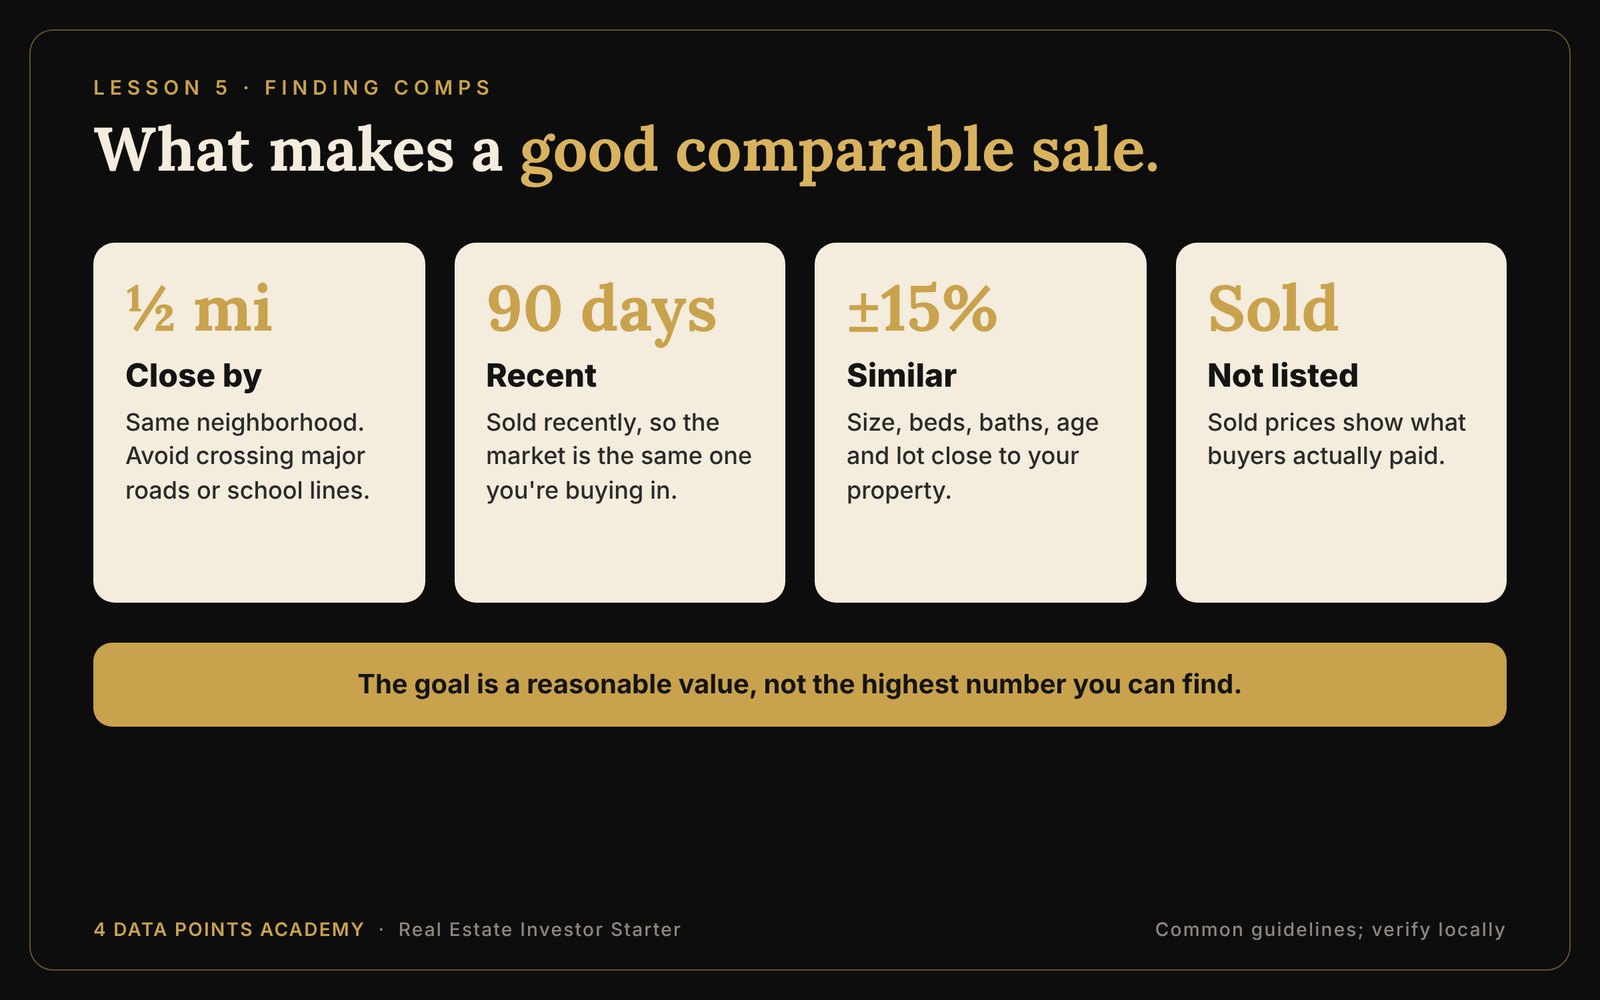 LESSON 5 · FINDING COMPS
What makes a good comparable sale.
½ mi
Close by
Same neighborhood.
Avoid crossing major
roads or school lines.
90 days
Recent
Sold recently, so the
market is the same one
you're buying in.
±15%
Similar
Size, beds, baths, age
and lot close to your
property.
Sold
Not listed
Sold prices show what
buyers actually paid.
The goal is a reasonable value, not the highest number you can find.
4 DATA POINTS ACADEMY · Real Estate Investor Starter
Common guidelines; verify locally